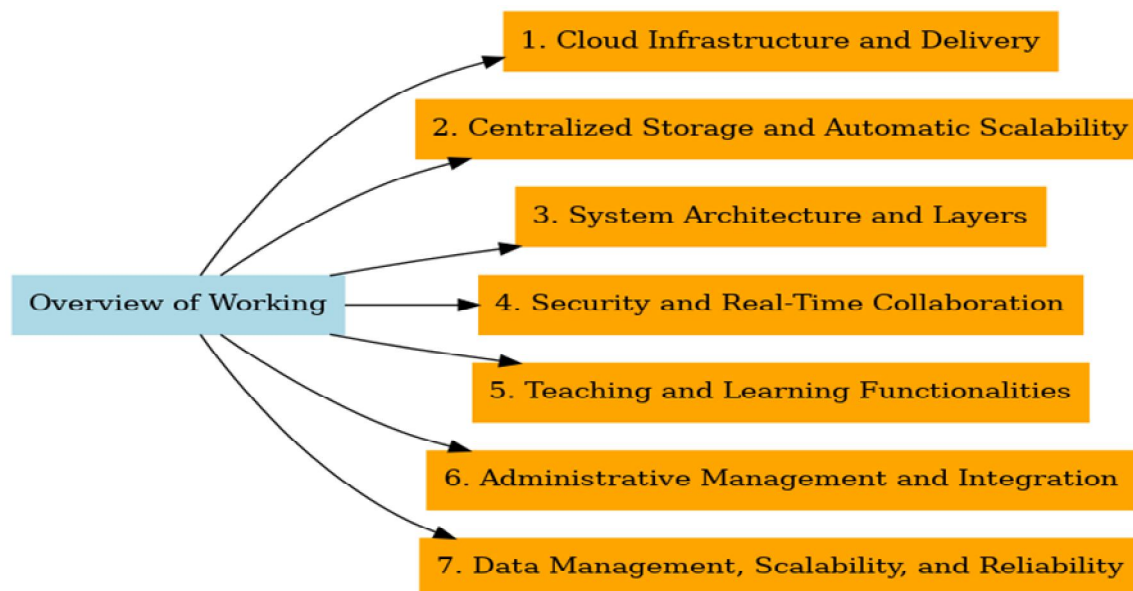 1. Cloud Infrastructure and Delivery
2. Centralized Storage and Automatic Scalability
3. System Architecture and Layers
Overview of Working
4. Security and Real-Time Collaboration
5. Teaching and Learning Functionalities
6. Administrative Management and Integration
7. Data Management, Scalability, and Reliability